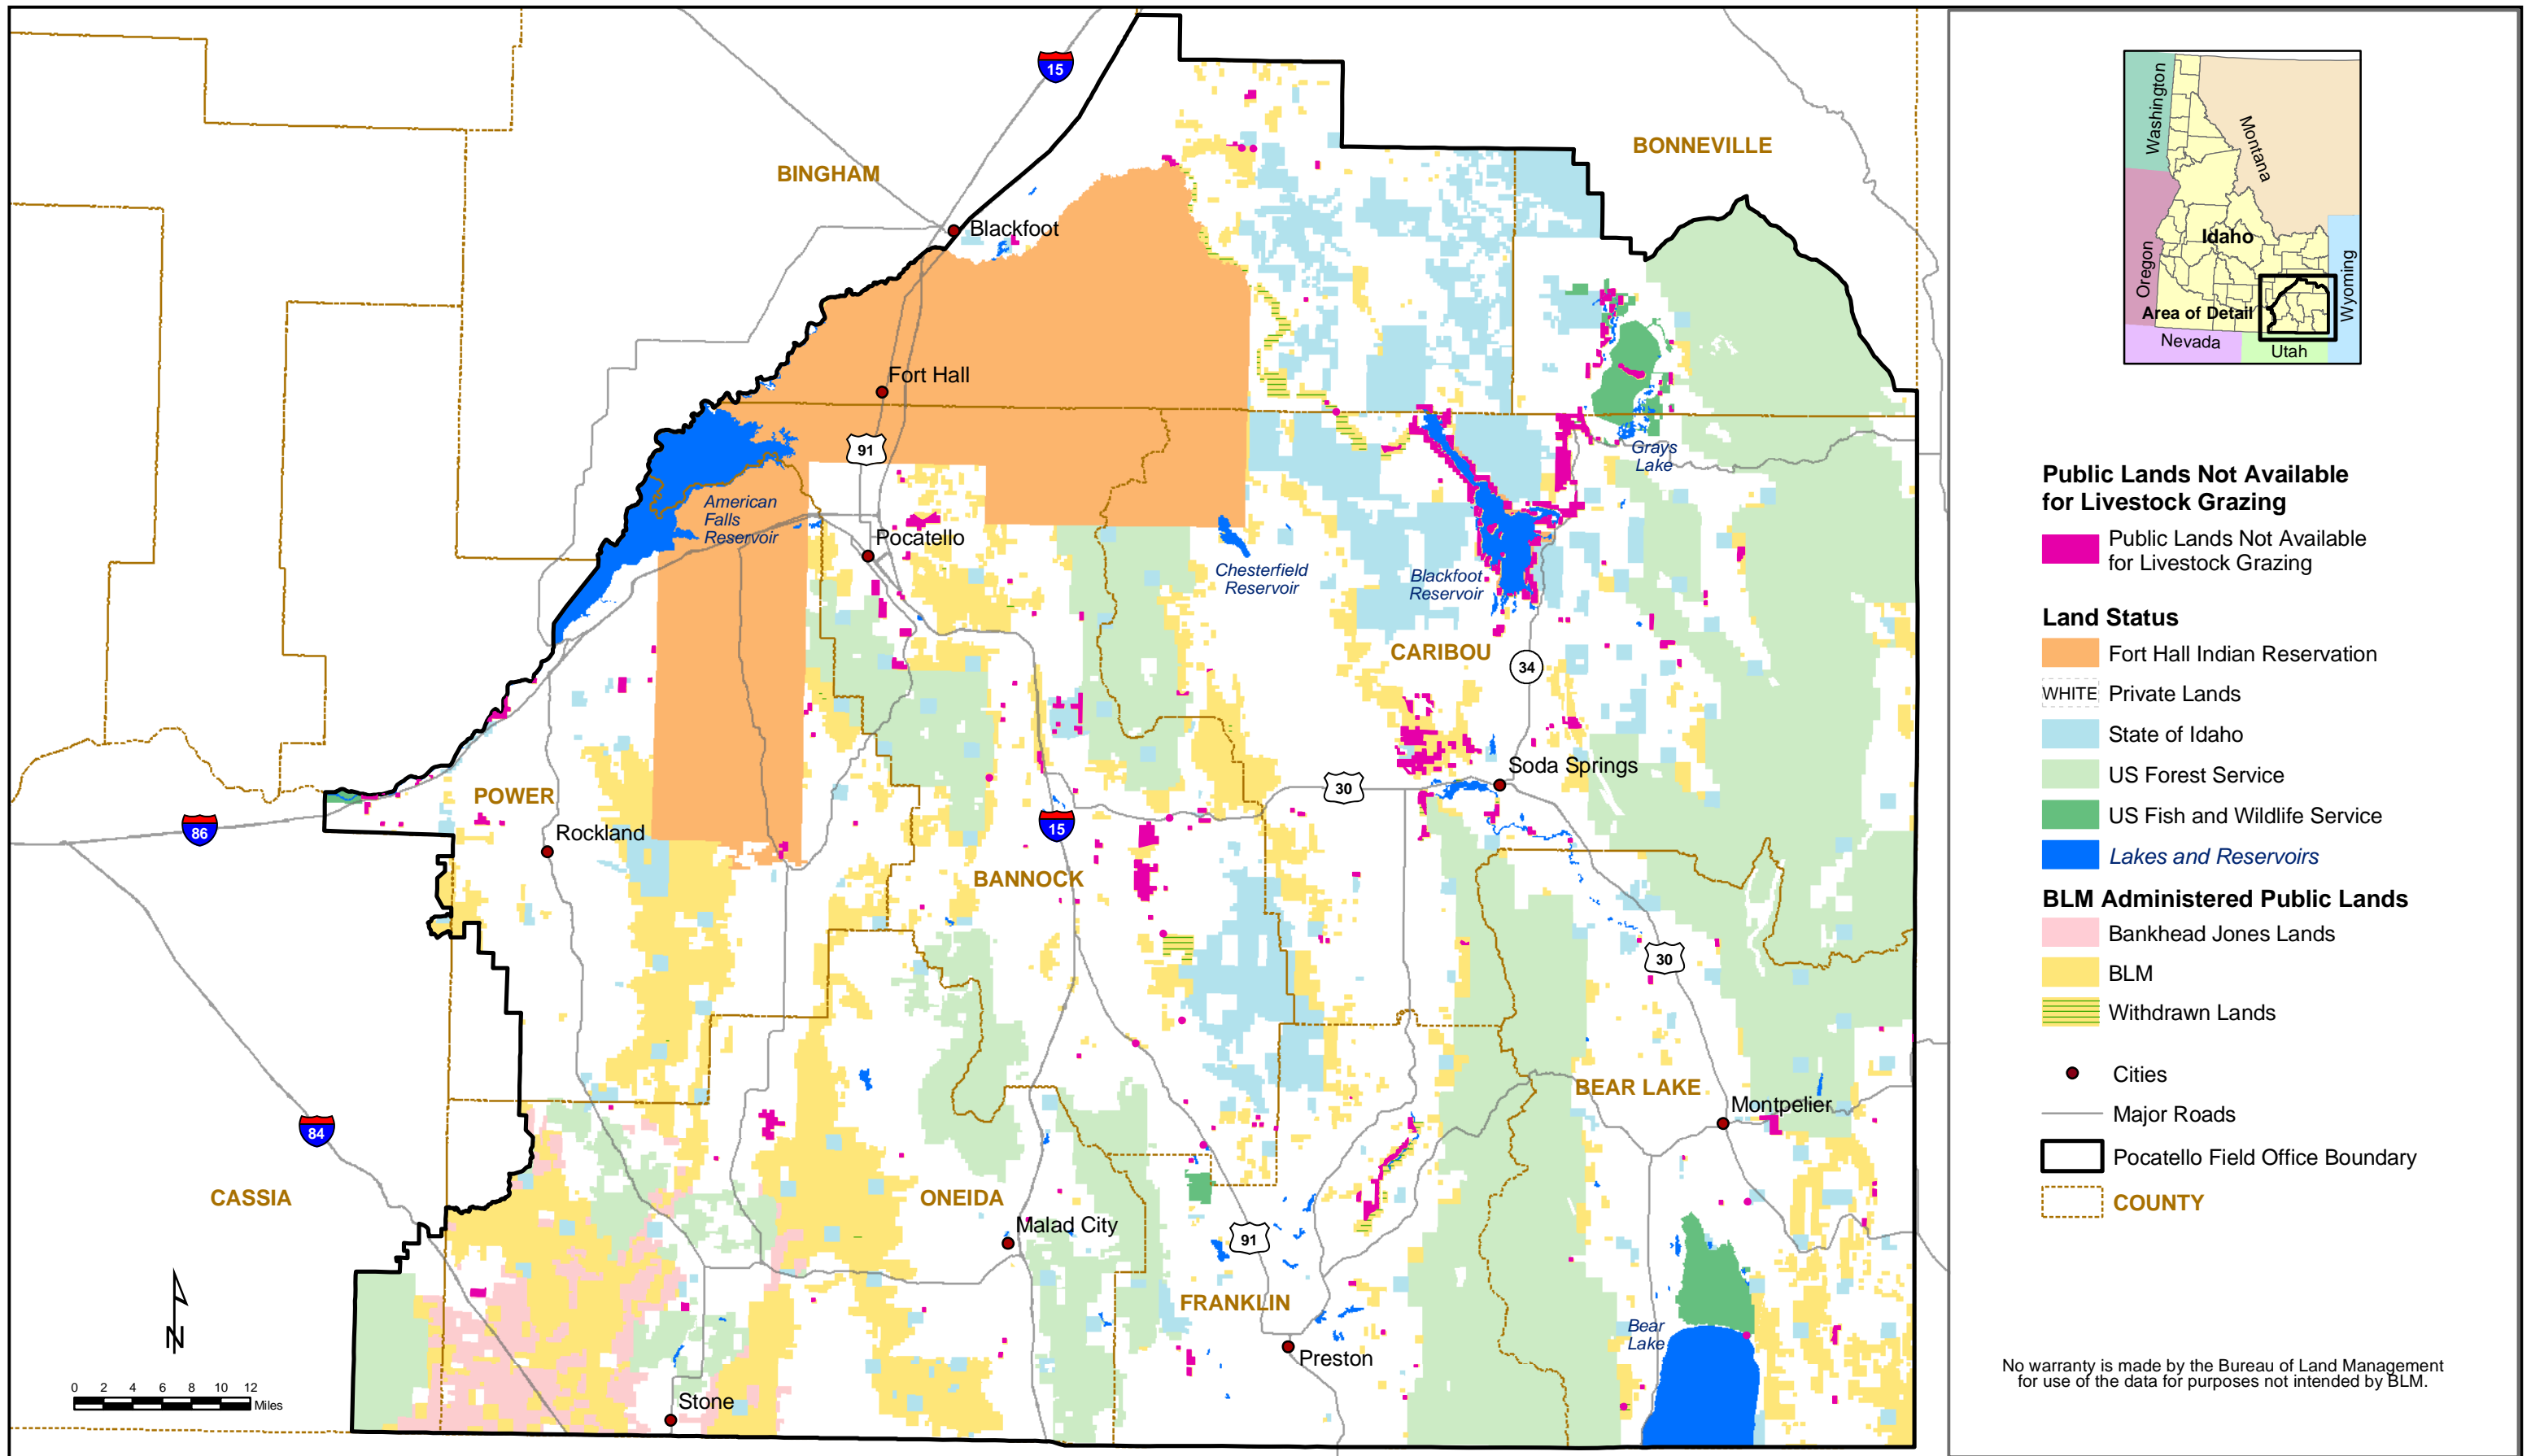 15
BINGHAM
BONNEVILLE
Blackfoot
Fort Hall
91
Grays
Lake
American
Falls
Reservoir
Pocatello
Chesterfield
Reservoir
Blackfoot
Reservoir
CARIBOU
34
Soda Springs
30
POWER
86
15
Rockland
BANNOCK
30
BEAR LAKE
Montpelier
84
CASSIA
ONEIDA
Malad City
91
FRANKLIN
Bear
Lake
Preston
Stone
N
0 2 4 6 8 10 12
Miles
Washington
Montana
Oregon
Idaho
Wyoming
Area of Detail
Nevada
Utah
Public Lands Not Available
for Livestock Grazing
Public Lands Not Available
for Livestock Grazing
Land Status
Fort Hall Indian Reservation
WHITE Private Lands
State of Idaho
US Forest Service
US Fish and Wildlife Service
Lakes and Reservoirs
BLM Administered Public Lands
Bankhead Jones Lands
BLM
Withdrawn Lands
Cities
Major Roads
Pocatello Field Office Boundary
COUNTY
No warranty is made by the Bureau of Land Management
for use of the data for purposes not intended by BLM.